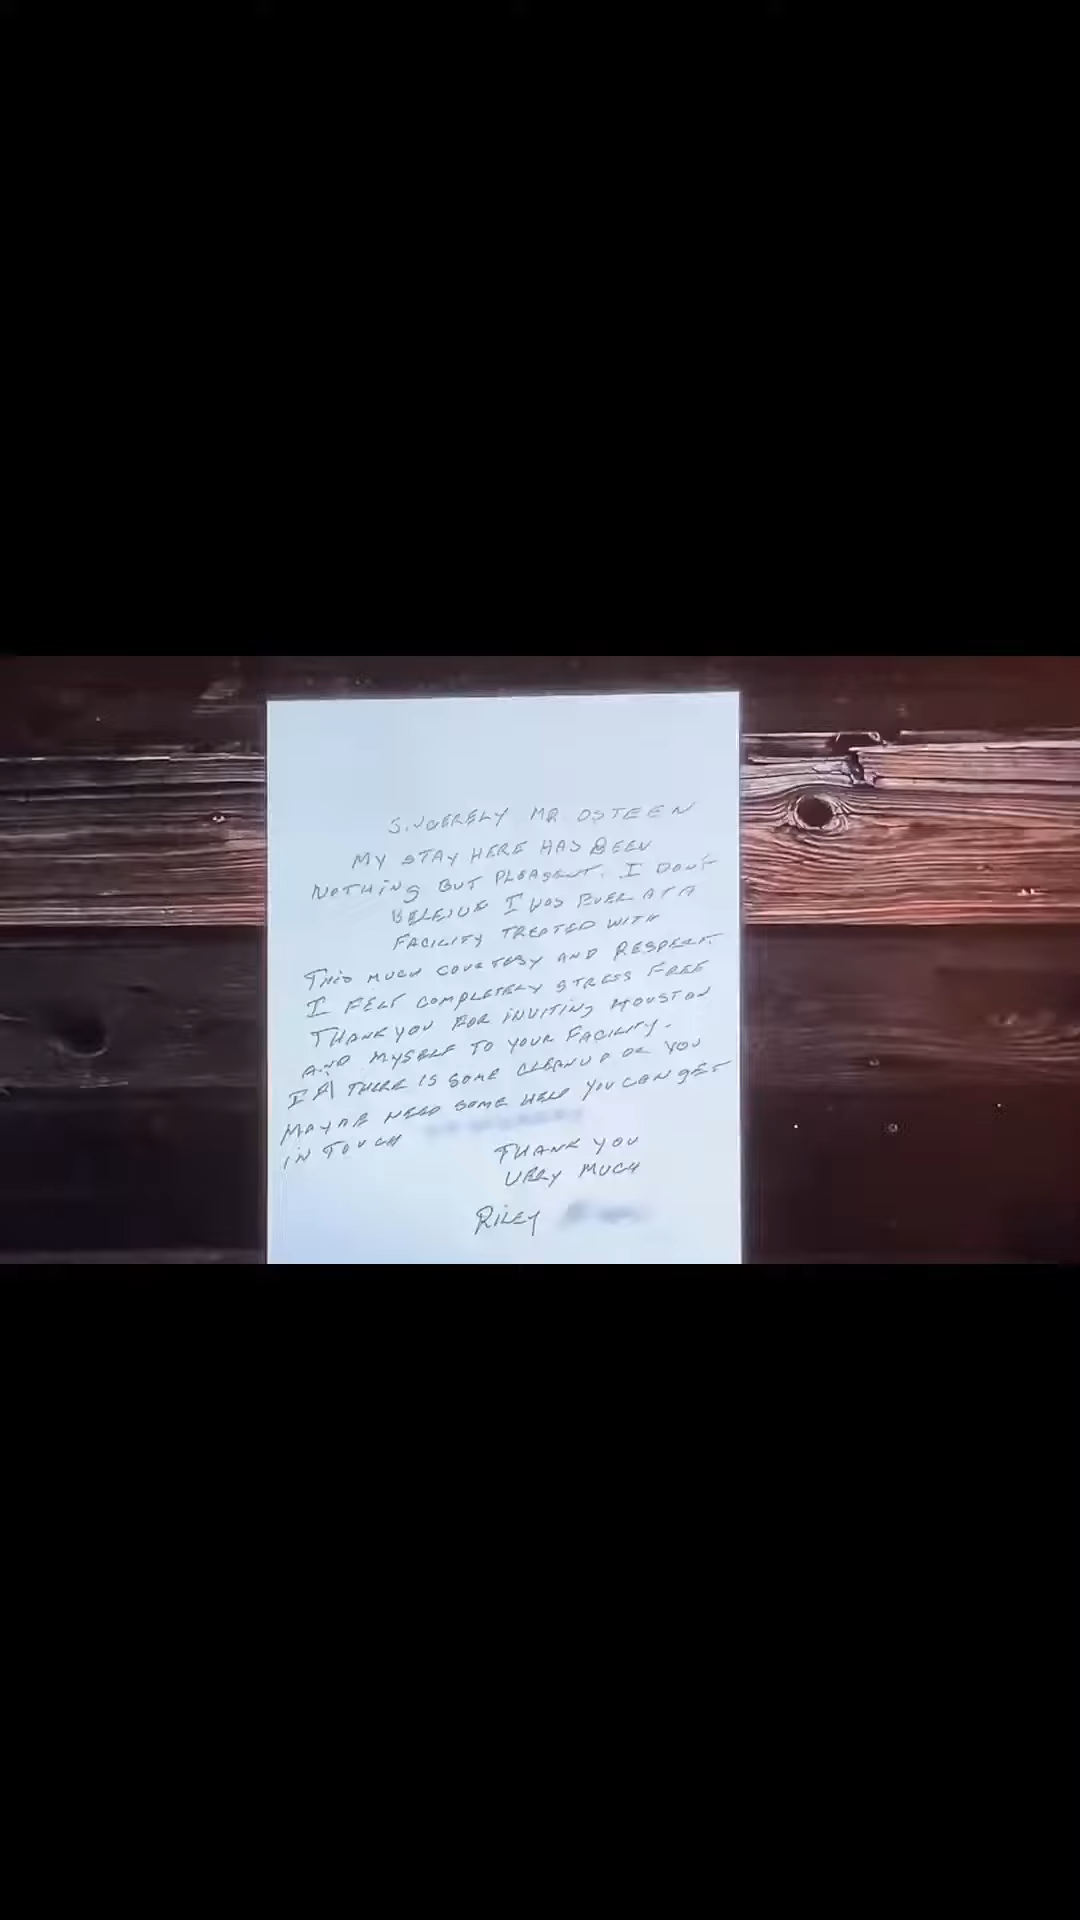 SINCERELY MR OSTEEN
MY STAY HERE HAS BEEN
NOTHING BUT PLEASENT. I DON'T
BELEIVE I WAS EVER AT A
FACILITY TREATED WITH
THIS MUCH COURTESY AND RESPECT.
I FELT COMPLETELY STRESS FREE
THANK YOU FOR INVITING HOUSTON
AND MYSELF TO YOUR FACILITY.
IF THERE IS SOME CLEANUP OR YOU
MAYBE NEED SOME HELP YOU CAN GET
IN TOUCH
THANK YOU
VERY MUCH
RILEY